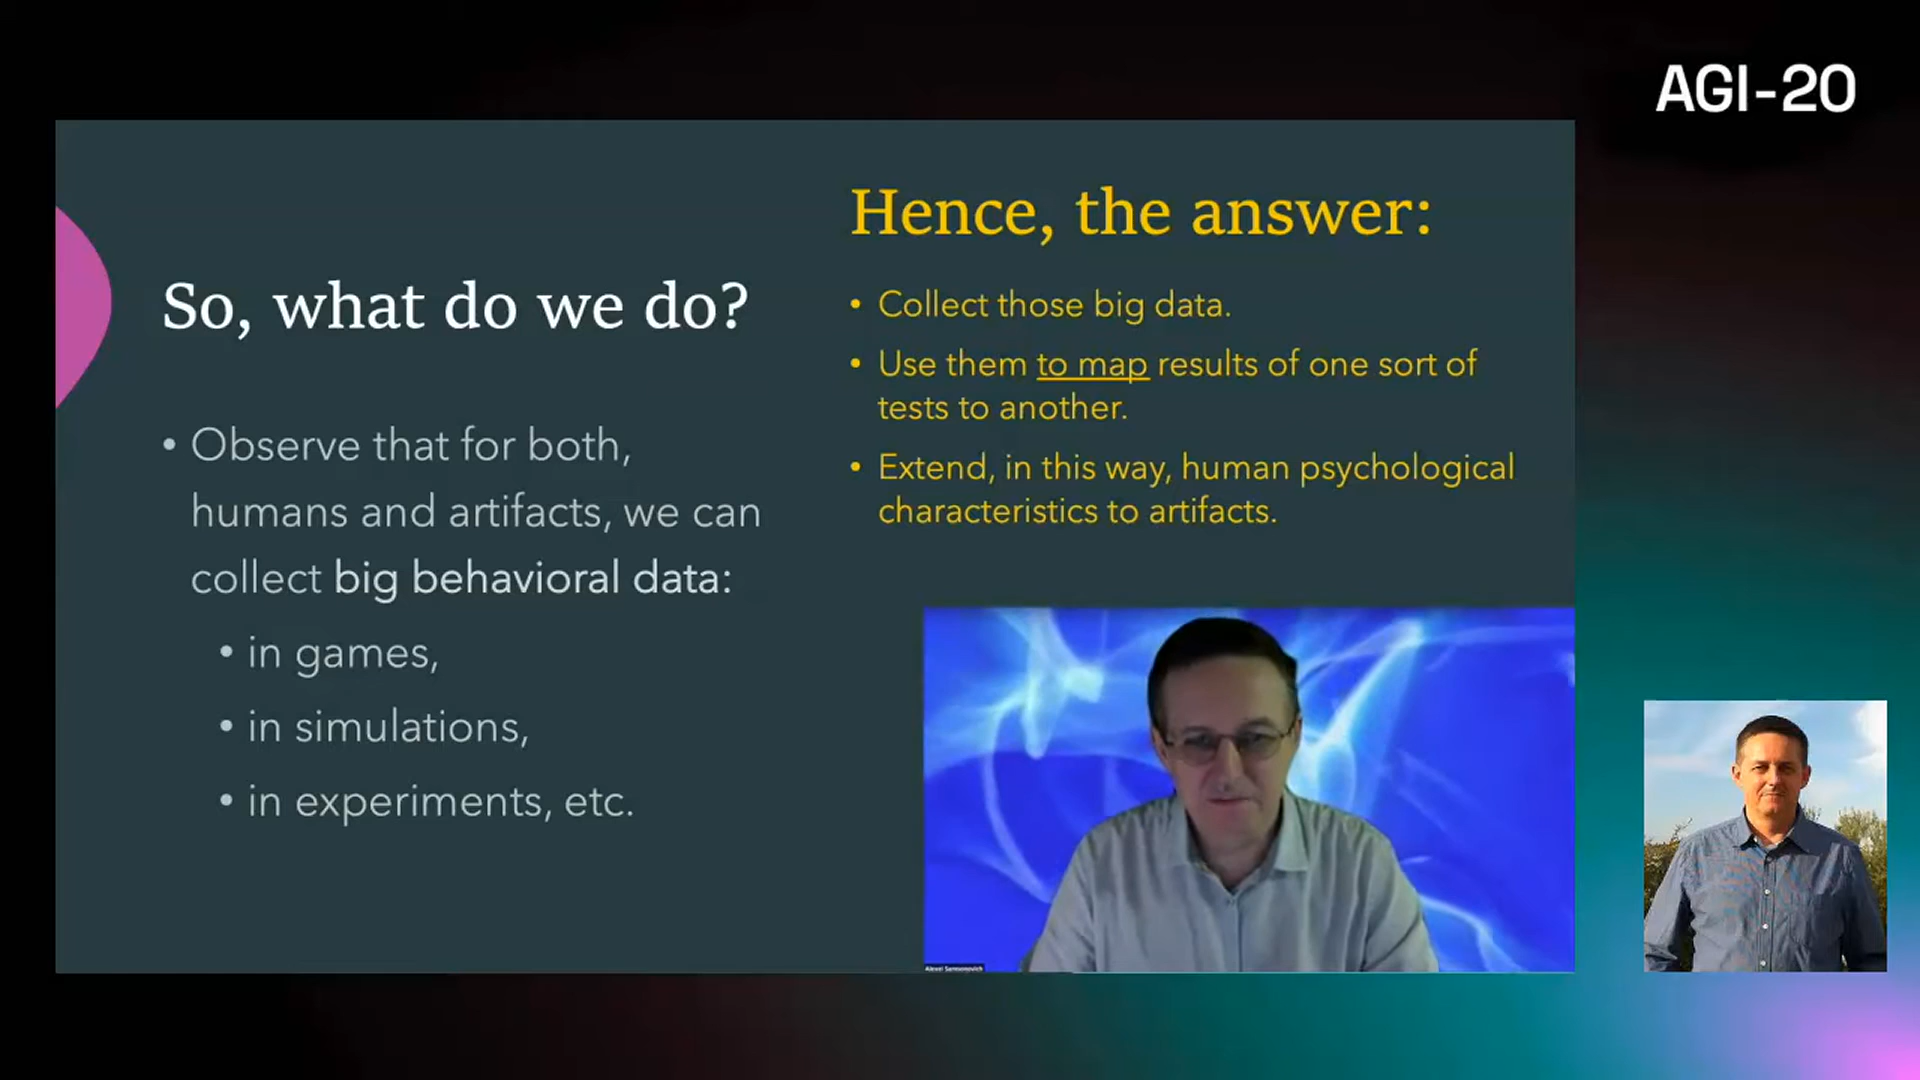 AGI-20
So, what do we do?
• Observe that for both,
humans and artifacts, we can
collect big behavioral data:
• in games,
• in simulations,
• in experiments, etc.
Hence, the answer:
• Collect those big data.
• Use them to map results of one sort of
tests to another.
• Extend, in this way, human psychological
characteristics to artifacts.
Alexei Samsonovich